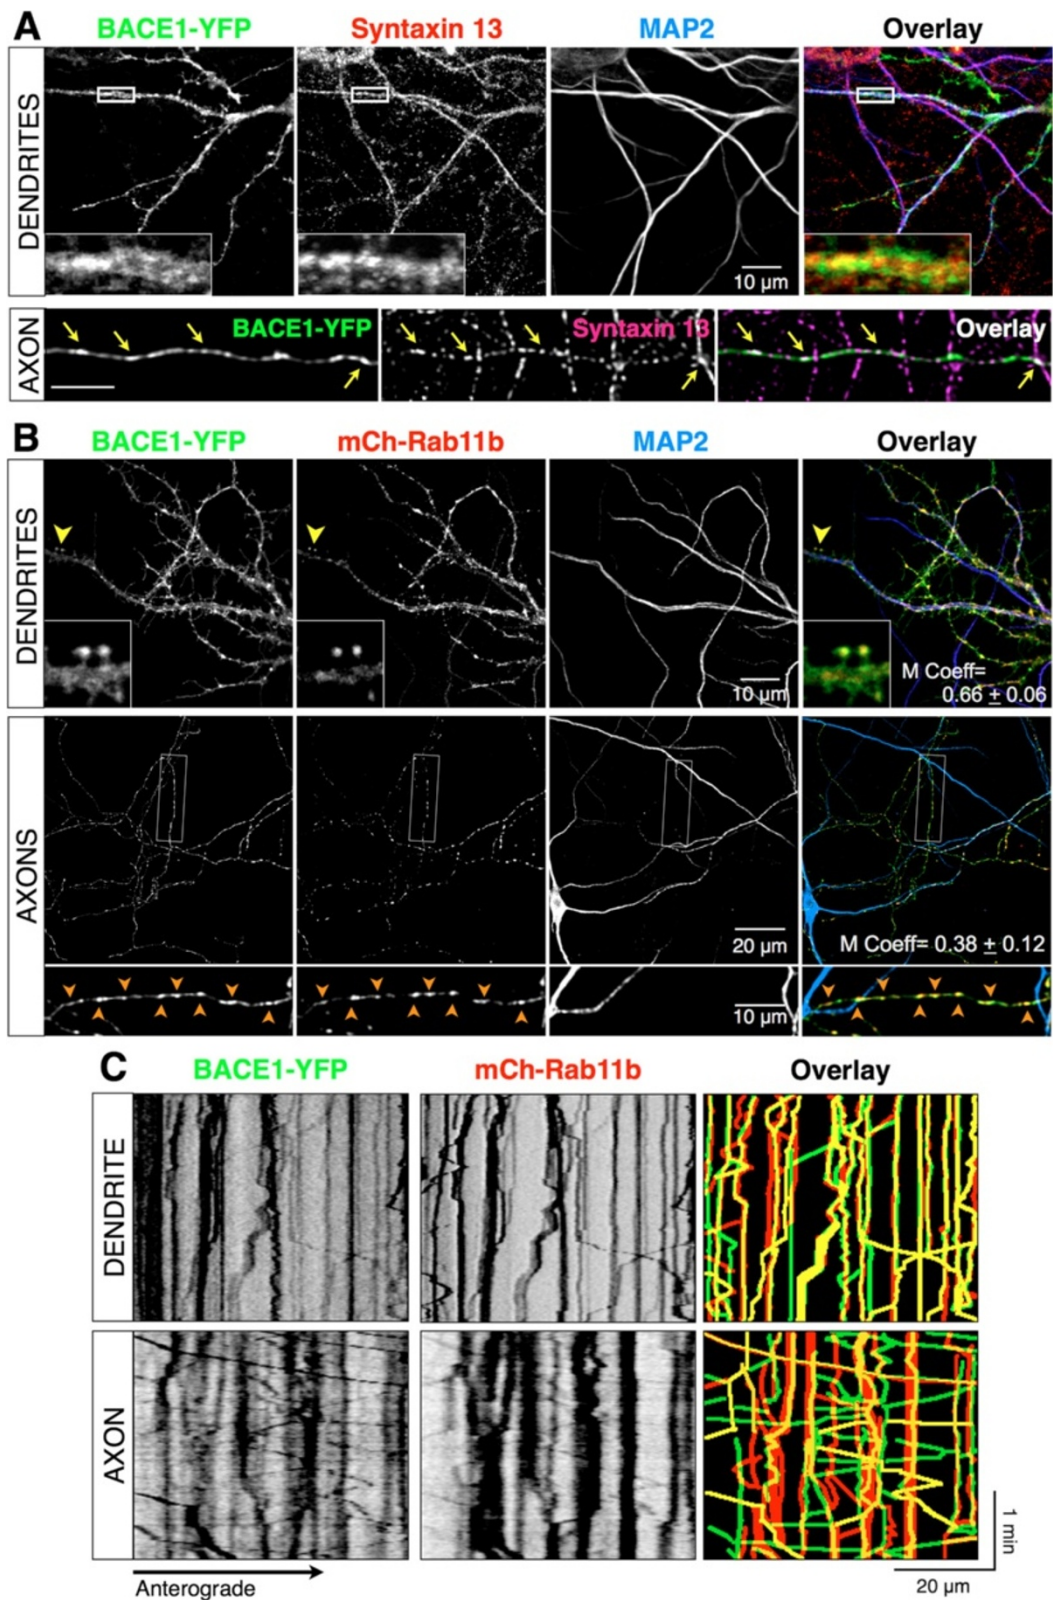 A
BACE1-YFP
Syntaxin 13
MAP2
Overlay
DENDRITES
10 µm
AXON
BACE1-YFP
Syntaxin 13
Overlay
B
BACE1-YFP
mCh-Rab11b
MAP2
Overlay
DENDRITES
10 µm
M Coeff=
0.66 ± 0.06
AXONS
20 µm
M Coeff= 0.38 ± 0.12
10 µm
C
BACE1-YFP
mCh-Rab11b
Overlay
DENDRITE
AXON
1 min
Anterograde
20 µm